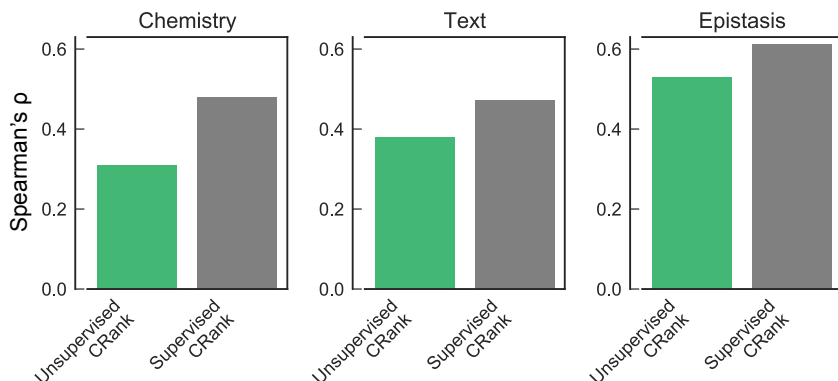 Chemistry
Text
Epistasis
Spearman's ρ
0.6
0.4
0.2
0.0
0.6
0.4
0.2
0.0
0.6
0.4
0.2
0.0
Unsupervised
CRank
Supervised
CRank
Unsupervised
CRank
Supervised
CRank
Unsupervised
CRank
Supervised
CRank